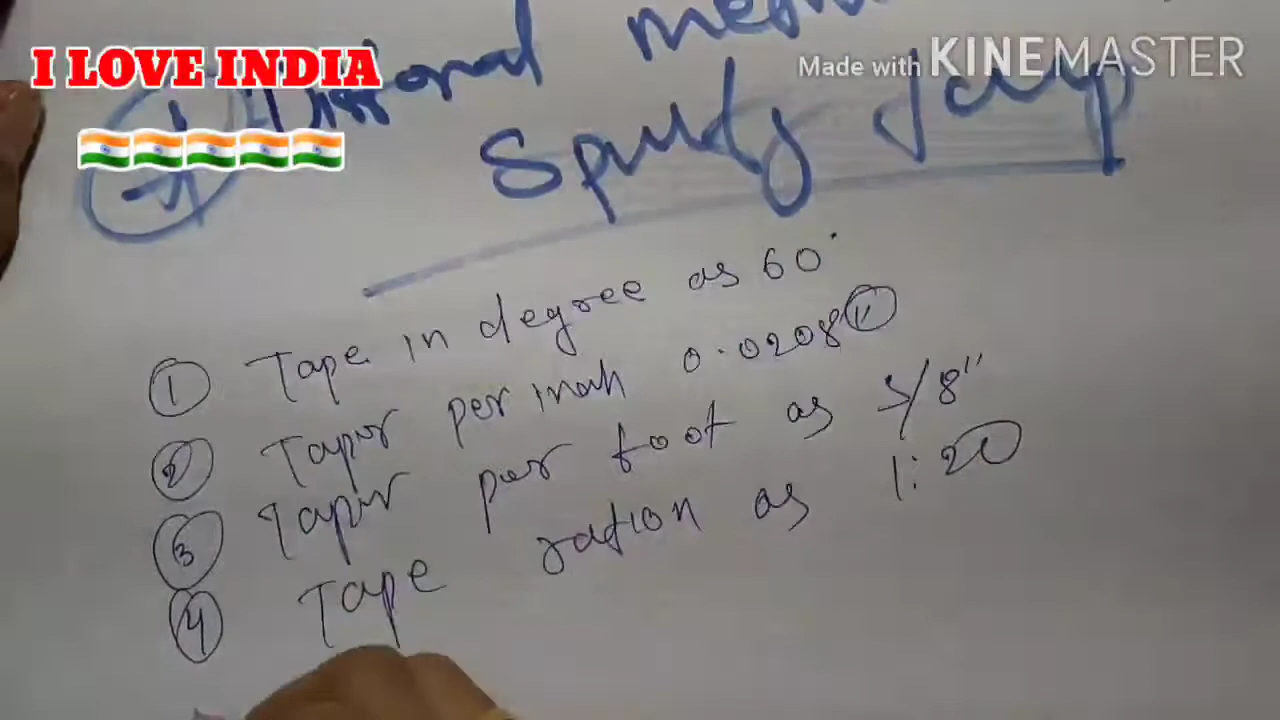 I LOVE INDIA
Made with KINEMASTER
① Tape in degree as 60°
② Taper per inch 0.0208"
③ Taper per foot as 5/8"
④ Tape ration as 1:20